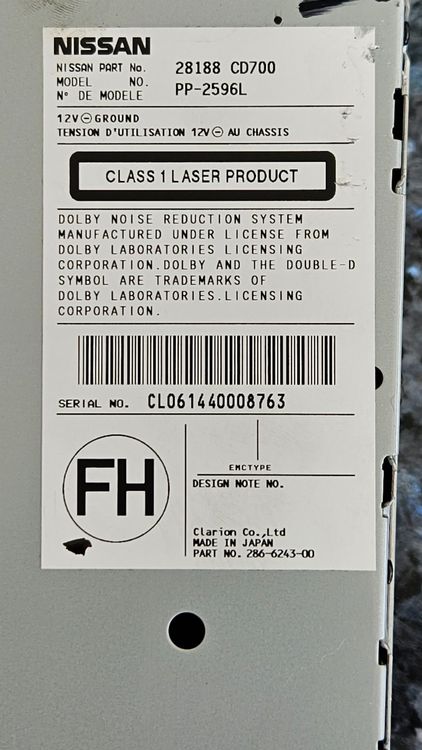 NISSAN
NISSAN PART No. 28188 CD700
MODEL NO. PP-2596L
N° DE MODELE
12V⊖GROUND
TENSION D'UTILISATION 12V⊖ AU CHASSIS
CLASS 1 LASER PRODUCT
DOLBY NOISE REDUCTION SYSTEM
MANUFACTURED UNDER LICENSE FROM
DOLBY LABORATORIES LICENSING
CORPORATION.DOLBY AND THE DOUBLE-D
SYMBOL ARE TRADEMARKS OF
DOLBY LABORATORIES.LICENSING
CORPORATION.
SERIAL NO. CL061440008763
FH
EMCTYPE
DESIGN NOTE NO.
Clarion Co.,Ltd
MADE IN JAPAN
PART NO. 286-6243-00